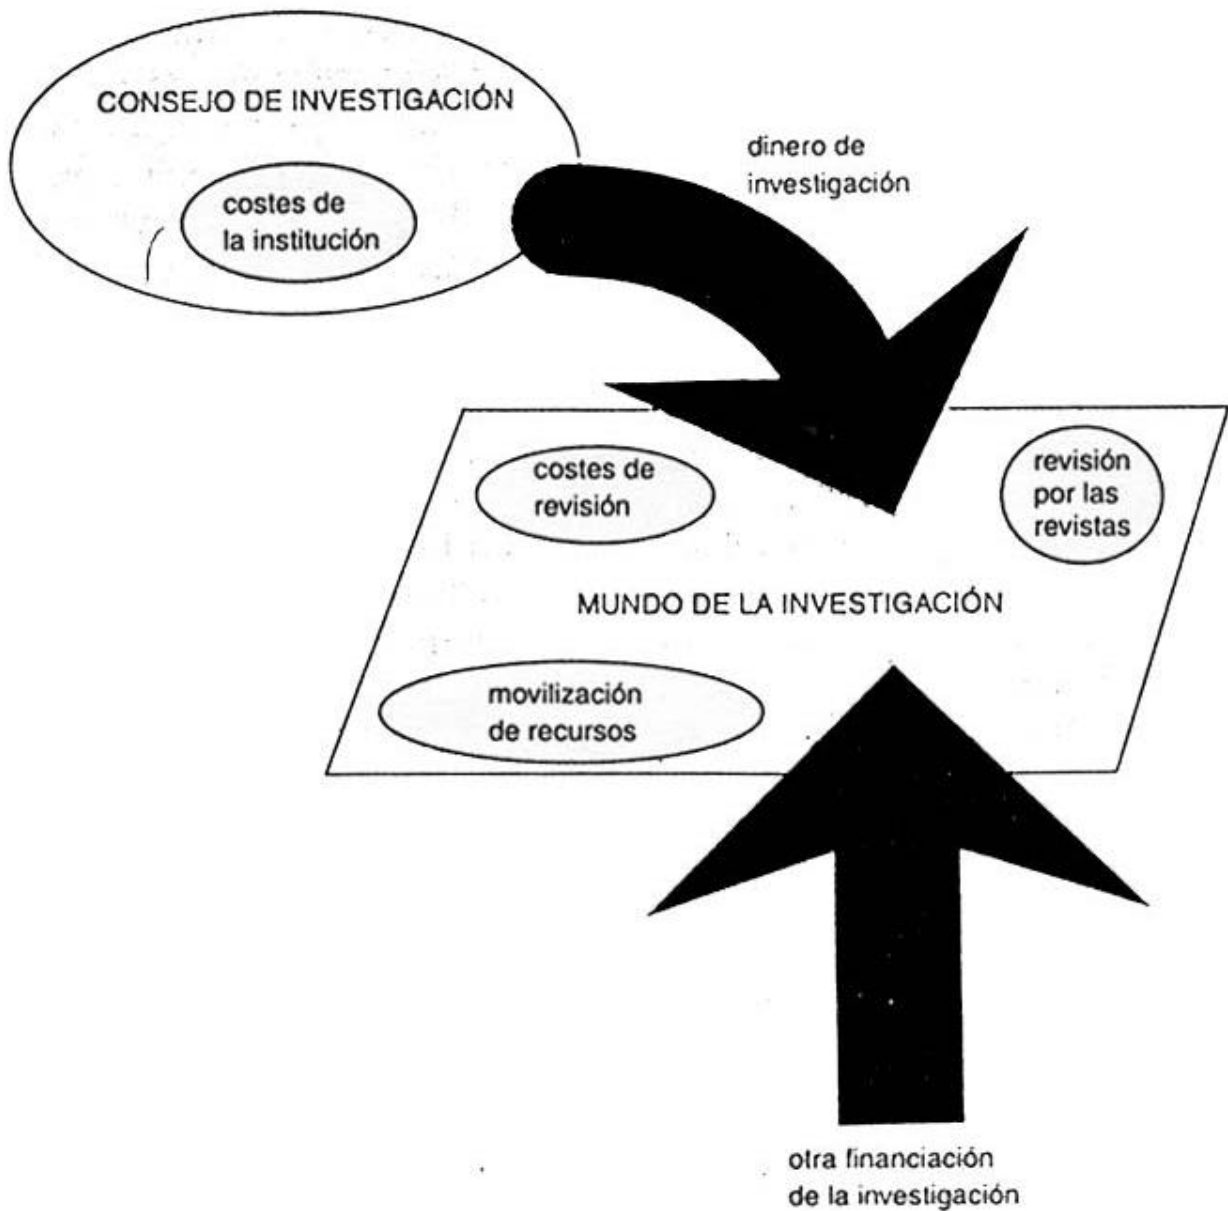 CONSEJO DE INVESTIGACIÓN
costes de
la institución
dinero de
investigación
costes de
revisión
revisión
por las
revistas
MUNDO DE LA INVESTIGACIÓN
movilización
de recursos
otra financiación
de la investigación